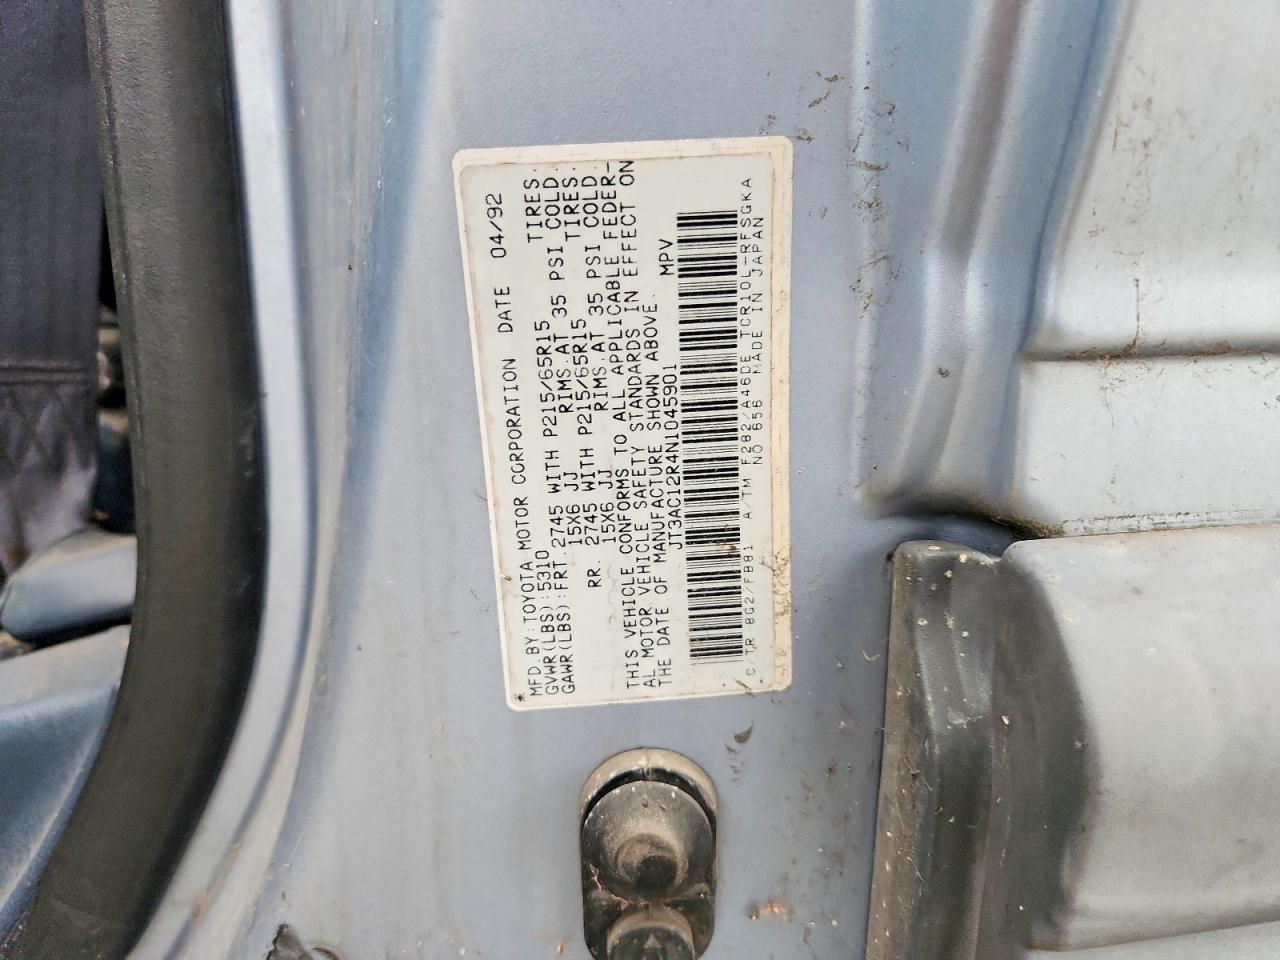 *MFD. BY: TOYOTA MOTOR CORPORATION DATE 04/92
GVWR(LBS):5310
GAWR(LBS):FRT. 2745 WITH P215/65R15 TIRES.
15X6 JJ RIMS.AT 35 PSI COLD.
RR. 2745 WITH P215/65R15 TIRES.
15X6 JJ RIMS.AT 35 PSI COLD.
THIS VEHICLE CONFORMS TO ALL APPLICABLE FEDER-
AL MOTOR VEHICLE SAFETY STANDARDS IN EFFECT ON
THE DATE OF MANUFACTURE SHOWN ABOVE.
JT3AC12R4N1045901 MPV
C/TR 8G2/FB81 A/TM F282/A46DE TCR10L-RFSGKA
NO 656 MADE IN JAPAN